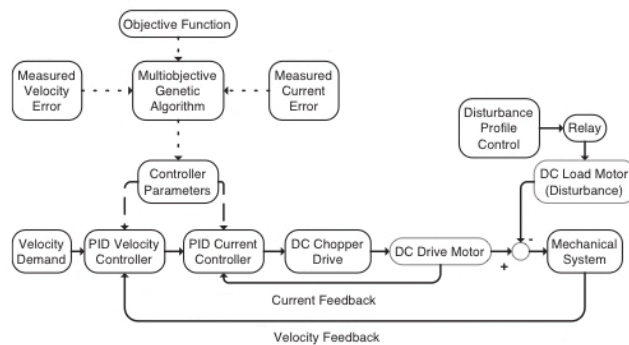 Objective Function
Measured
Velocity
Error
Multiobjective
Genetic
Algorithm
Measured
Current
Error
Disturbance
Profile
Control
Relay
Controller
Parameters
DC Load Motor
(Disturbance)
-
Velocity
Demand
PID Velocity
Controller
PID Current
Controller
DC Chopper
Drive
DC Drive Motor
+
Mechanical
System
Current Feedback
Velocity Feedback